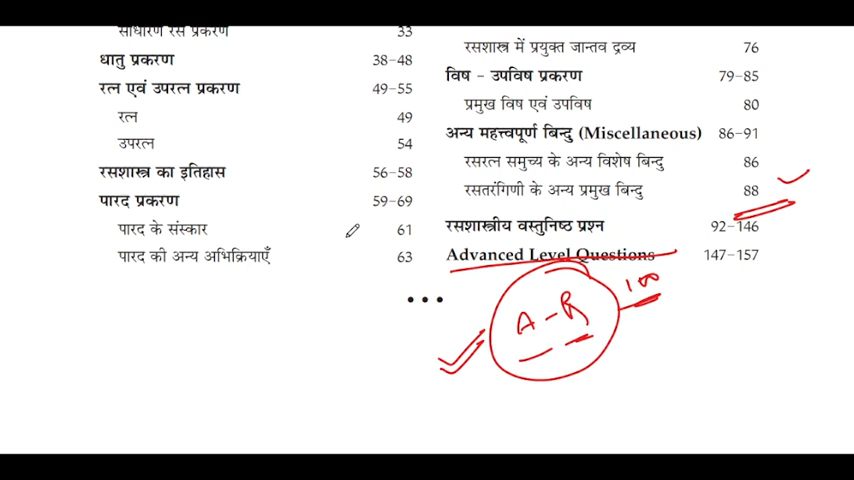 साधारण रस प्रकरण 33
धातु प्रकरण 38–48
रत्न एवं उपरत्न प्रकरण 49–55
रत्न 49
उपरत्न 54
रसशास्त्र का इतिहास 56–58
पारद प्रकरण 59–69
पारद के संस्कार 61
पारद की अन्य अभिक्रियाएँ 63
रसशास्त्र में प्रयुक्त जान्तव द्रव्य 76
विष – उपविष प्रकरण 79–85
प्रमुख विष एवं उपविष 80
अन्य महत्त्वपूर्ण बिन्दु (Miscellaneous) 86–91
रसरत्न समुच्य के अन्य विशेष बिन्दु 86
रसतरंगिणी के अन्य प्रमुख बिन्दु 88
रसशास्त्रीय वस्तुनिष्ठ प्रश्न 92–146
Advanced Level Questions 147–157
•••
A – R
100